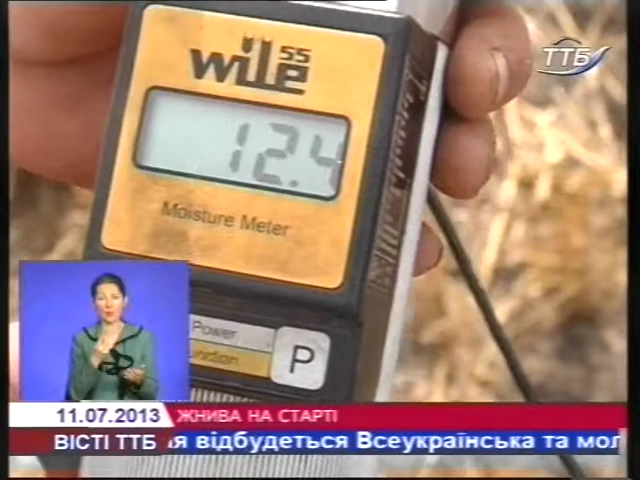 wile 55
ТТБ
12.4
Moisture Meter
Power
P
11.07.2013 ЖНИВА НА СТАРТІ
ВІСТІ ТТБ відбудеться Всеукраїнська та мол